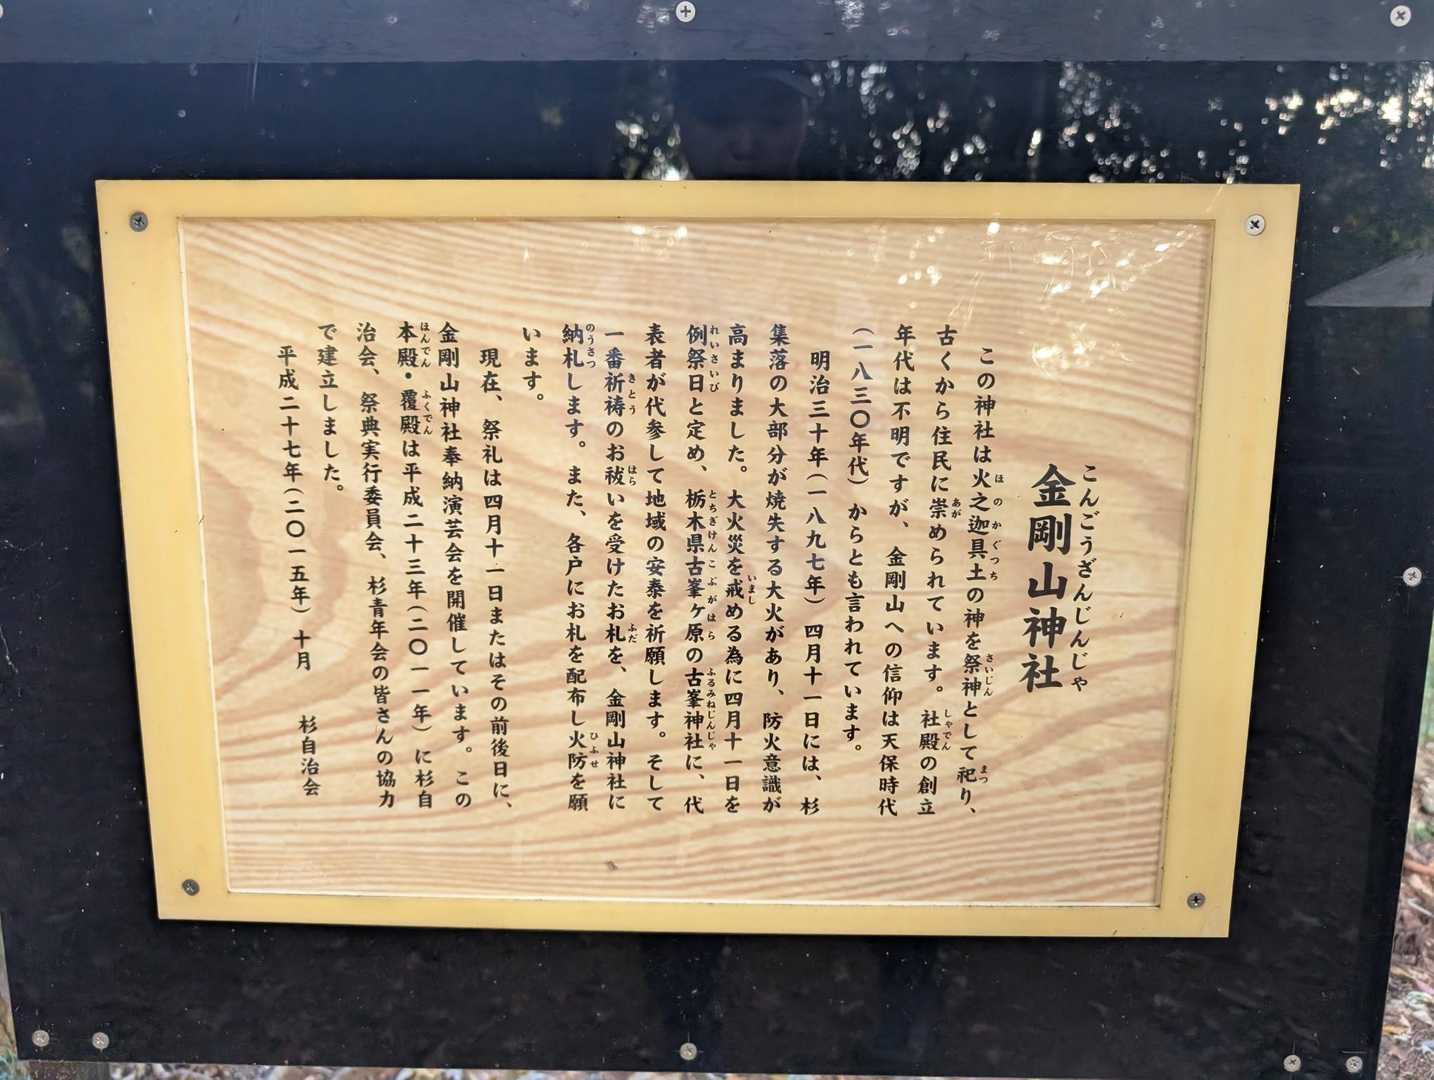 金剛山神社
こんごうざんじんじゃ
この神社は火之迦具土の神を祭神として祀り、
古くから住民に崇められています。社殿の創立
年代は不明ですが、金剛山への信仰は天保時代
(一八三〇年代)からとも言われています。
明治三十年(一八九七年)四月十一日には、杉
集落の大部分が焼失する大火があり、防火意識が
高まりました。大火災を戒める為に四月十一日を
例祭日と定め、栃木県古峯ヶ原の古峯神社に、代
表者が代参して地域の安泰を祈願します。そして
一番祈祷のお祓いを受けたお札を、金剛山神社に
納札します。また、各戸にお札を配布し火防を願
います。
現在、祭礼は四月十一日またはその前後日に、
金剛山神社奉納演芸会を開催しています。この
本殿・覆殿は平成二十三年(二〇一一年)に杉自
治会、祭典実行委員会、杉青年会の皆さんの協力
で建立しました。
平成二十七年(二〇一五年)十月 杉自治会